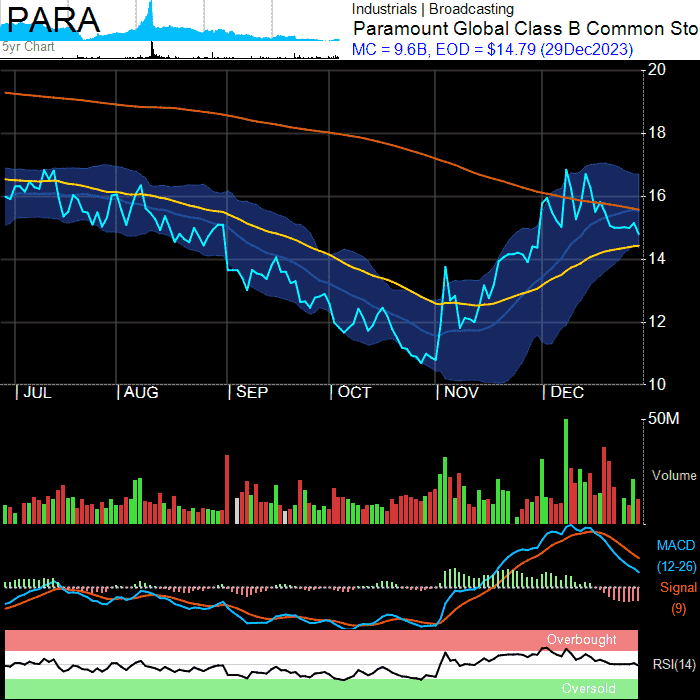 PARA
5yr Chart
Industrials | Broadcasting
Paramount Global Class B Common Sto
MC = 9.6B, EOD = $14.79 (29Dec2023)
20
18
16
14
12
10
JUL
AUG
SEP
OCT
NOV
DEC
50M
Volume
MACD
(12-26)
Signal
(9)
Overbought
RSI(14)
Oversold